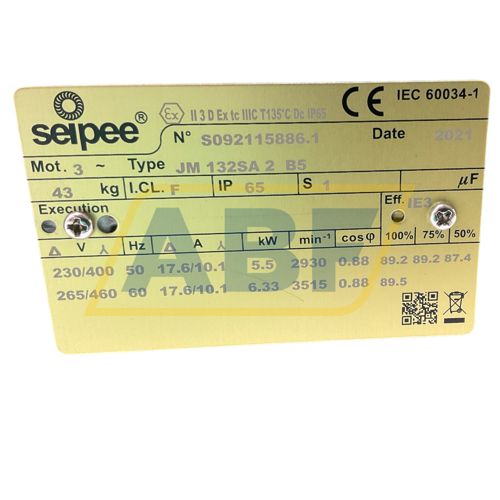 seipee® Ex II 3 D Ex tc IIIC T135°C Dc IP65 CE IEC 60034-1
N° S092115886.1 Date 2021
Mot. 3 ~ Type JM 132SA 2 B5
43 kg I.CL. F IP 65 S 1 µF
Execution Eff. IE3
Δ V Y Hz Δ A Y kW min⁻¹ cosφ 100% 75% 50%
230/400 50 17.6/10.1 5.5 2930 0.88 89.2 89.2 87.4
265/460 60 17.6/10.1 6.33 3515 0.88 89.5
ABF